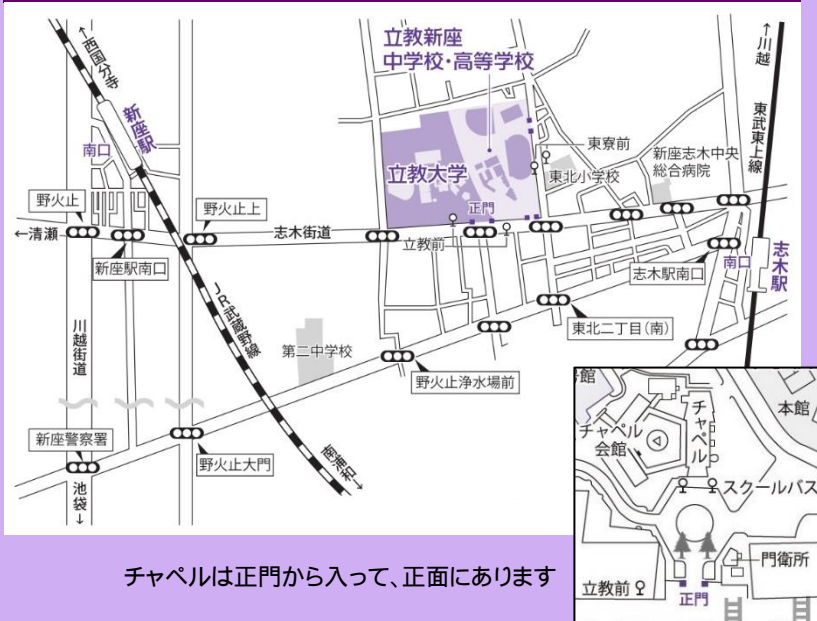 ↑西国分寺
新座駅
南口
野火止
←清瀬
新座駅南口
野火止上
志木街道
JR武蔵野線
川越街道
新座警察署
池袋↓
野火止大門
南浦和→
第二中学校
野火止浄水場前
立教新座
中学校・高等学校
立教大学
正門
立教前
東寮前
東北小学校
新座志木中央
総合病院
↑川越
東武東上線
志木駅
南口
志木駅南口
東北二丁目(南)
館
チャペル
会館
チャペル
本館
スクールバス
門衛所
立教前
正門
チャペルは正門から入って、正面にあります